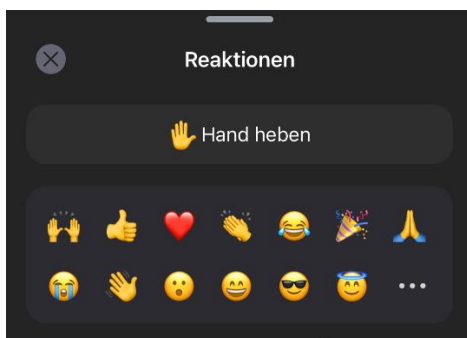 Reaktionen
✋ Hand heben
🙌 👍 ❤️ 👏 😂 🎉 🙏
😭 👋 😮 😄 😎 😇 ...